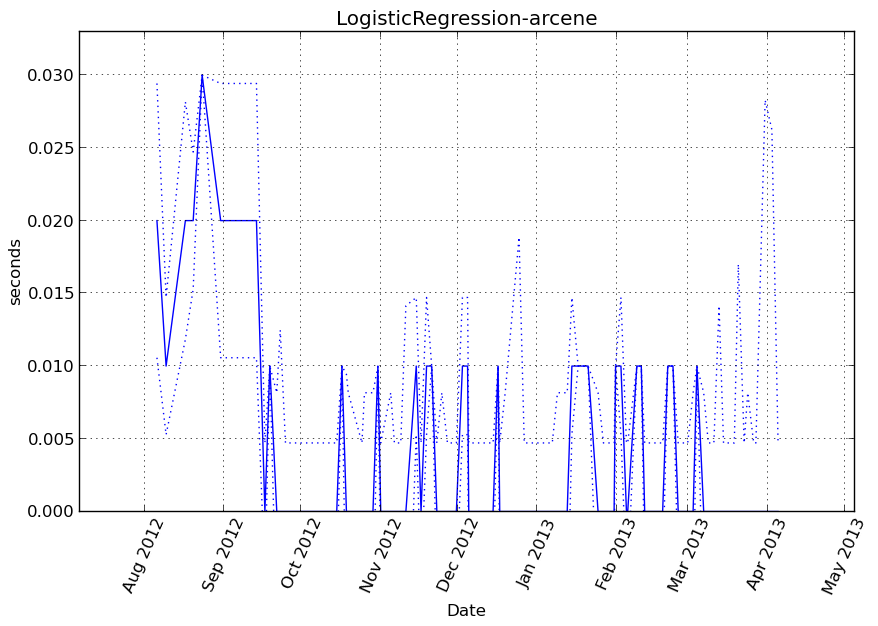 LogisticRegression-arcene
0.030
0.025
0.020
0.015
0.010
0.005
0.000
seconds
Aug 2012
Sep 2012
Oct 2012
Nov 2012
Dec 2012
Jan 2013
Feb 2013
Mar 2013
Apr 2013
May 2013
Date